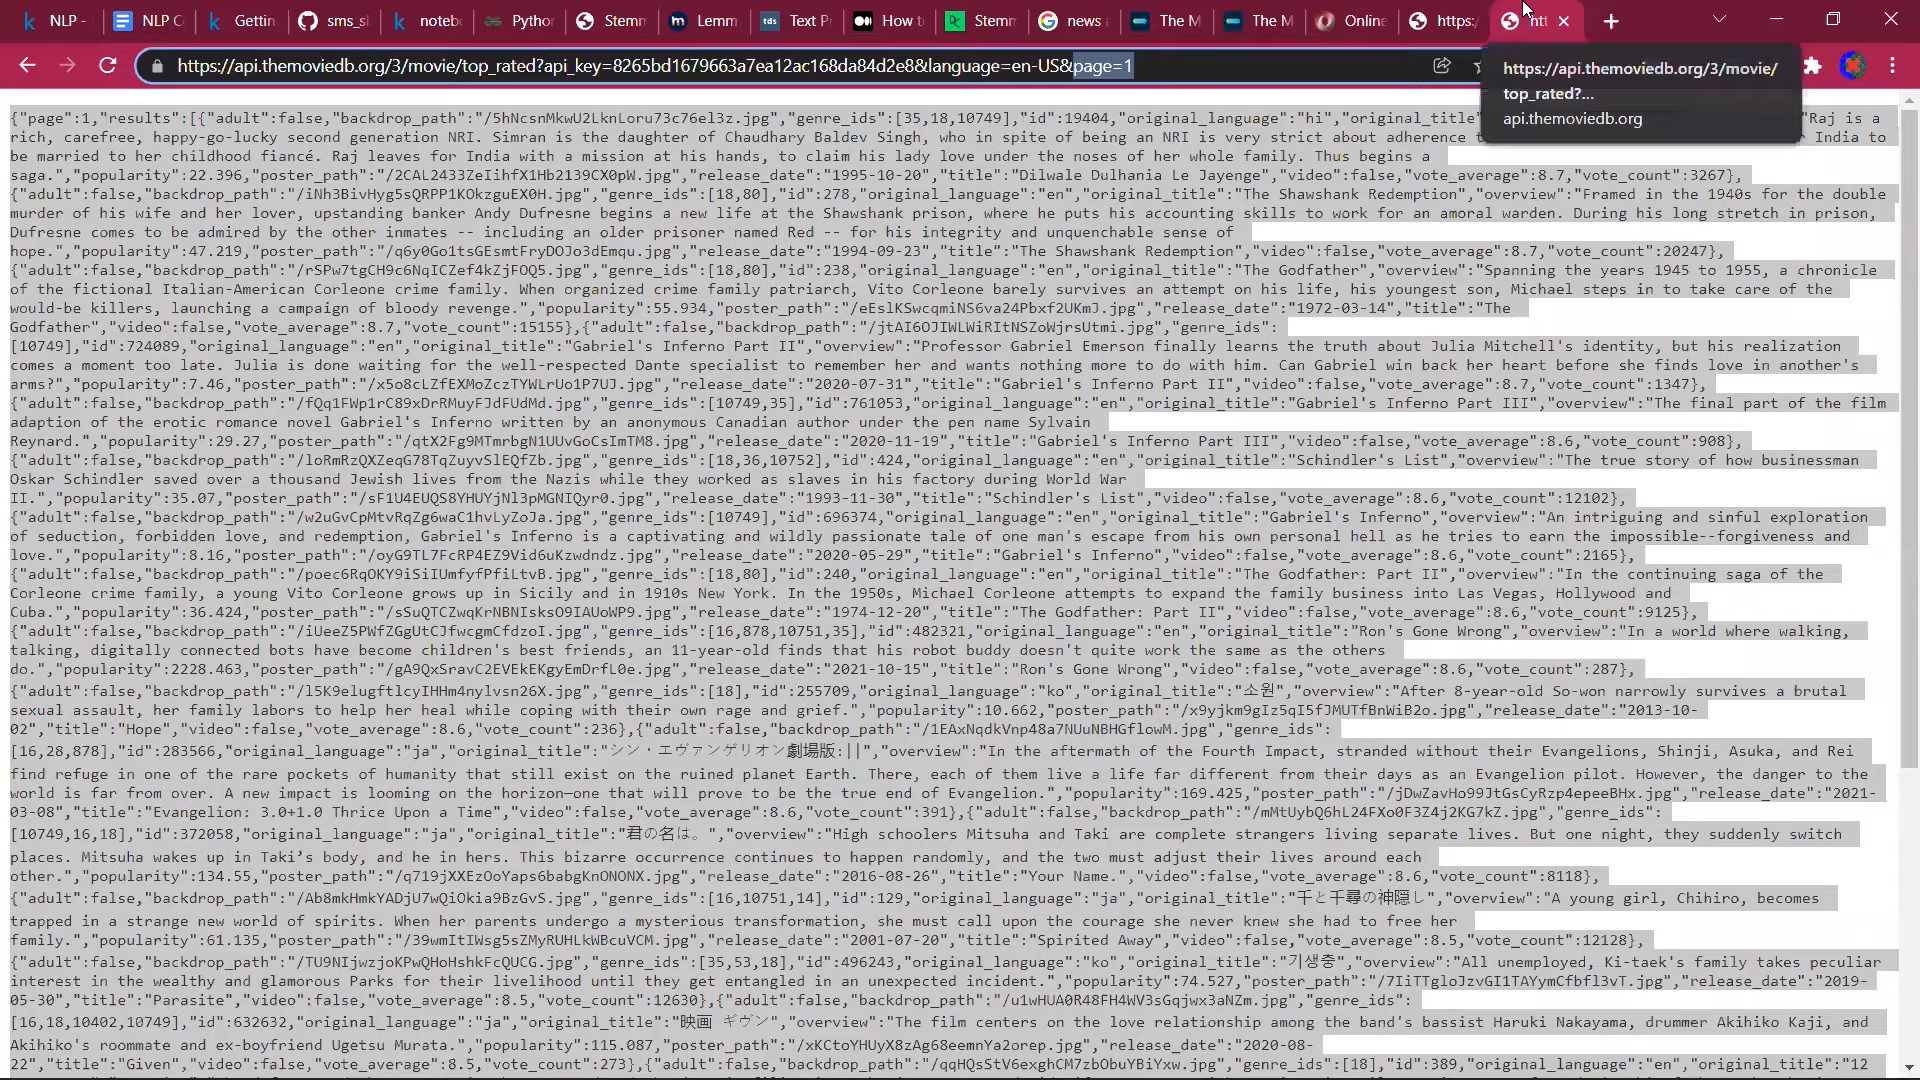 NLP -
NLP C
Gettin
sms_sl
noteb
Python
Stemm
Lemm
tds Text P
How t
Stemm
news a
The M
The M
Online
https:/
htt
https://api.themoviedb.org/3/movie/top_rated?api_key=8265bd1679663a7ea12ac168da84d2e8&language=en-US&page=1
https://api.themoviedb.org/3/movie/
top_rated?...
api.themoviedb.org
{"page":1,"results":[{"adult":false,"backdrop_path":"/5hNcsnMkwU2LknLoru73c76el3z.jpg","genre_ids":[35,18,10749],"id":19404,"original_language":"hi","original_title" "Raj is a
rich, carefree, happy-go-lucky second generation NRI. Simran is the daughter of Chaudhary Baldev Singh, who in spite of being an NRI is very strict about adherence India to
be married to her childhood fiancé. Raj leaves for India with a mission at his hands, to claim his lady love under the noses of her whole family. Thus begins a
saga.","popularity":22.396,"poster_path":"/2CAL2433ZeIihfX1Hb2139CX0pW.jpg","release_date":"1995-10-20","title":"Dilwale Dulhania Le Jayenge","video":false,"vote_average":8.7,"vote_count":3267},
{"adult":false,"backdrop_path":"/iNh3BivHyg5sQRPP1KOkzguEX0H.jpg","genre_ids":[18,80],"id":278,"original_language":"en","original_title":"The Shawshank Redemption","overview":"Framed in the 1940s for the double
murder of his wife and her lover, upstanding banker Andy Dufresne begins a new life at the Shawshank prison, where he puts his accounting skills to work for an amoral warden. During his long stretch in prison,
Dufresne comes to be admired by the other inmates -- including an older prisoner named Red -- for his integrity and unquenchable sense of
hope.","popularity":47.219,"poster_path":"/q6y0Go1tsGEsmtFryDOJo3dEmqu.jpg","release_date":"1994-09-23","title":"The Shawshank Redemption","video":false,"vote_average":8.7,"vote_count":20247},
{"adult":false,"backdrop_path":"/rSPw7tgCH9c6NqICZef4kZjFOQ5.jpg","genre_ids":[18,80],"id":238,"original_language":"en","original_title":"The Godfather","overview":"Spanning the years 1945 to 1955, a chronicle
of the fictional Italian-American Corleone crime family. When organized crime family patriarch, Vito Corleone barely survives an attempt on his life, his youngest son, Michael steps in to take care of the
would-be killers, launching a campaign of bloody revenge.","popularity":55.934,"poster_path":"/eEslKSwcqmiNS6va24Pbxf2UKmJ.jpg","release_date":"1972-03-14","title":"The
Godfather","video":false,"vote_average":8.7,"vote_count":15155},{"adult":false,"backdrop_path":"/jtAI6OJIWLWiRItNSZoWjrsUtmi.jpg","genre_ids":
[10749],"id":724089,"original_language":"en","original_title":"Gabriel's Inferno Part II","overview":"Professor Gabriel Emerson finally learns the truth about Julia Mitchell's identity, but his realization
comes a moment too late. Julia is done waiting for the well-respected Dante specialist to remember her and wants nothing more to do with him. Can Gabriel win back her heart before she finds love in another's
arms?","popularity":7.46,"poster_path":"/x5o8cLZfEXMoZczTYWLrUo1P7UJ.jpg","release_date":"2020-07-31","title":"Gabriel's Inferno Part II","video":false,"vote_average":8.7,"vote_count":1347},
{"adult":false,"backdrop_path":"/fQq1FWp1rC89xDrRMuyFJdFUdMd.jpg","genre_ids":[10749,35],"id":761053,"original_language":"en","original_title":"Gabriel's Inferno Part III","overview":"The final part of the film
adaption of the erotic romance novel Gabriel's Inferno written by an anonymous Canadian author under the pen name Sylvain
Reynard.","popularity":29.27,"poster_path":"/qtX2Fg9MTmrbgN1UUvGoCsImTM8.jpg","release_date":"2020-11-19","title":"Gabriel's Inferno Part III","video":false,"vote_average":8.6,"vote_count":908},
{"adult":false,"backdrop_path":"/loRmRzQXZeqG78TqZuyvSlEQfZb.jpg","genre_ids":[18,36,10752],"id":424,"original_language":"en","original_title":"Schindler's List","overview":"The true story of how businessman
Oskar Schindler saved over a thousand Jewish lives from the Nazis while they worked as slaves in his factory during World War
II.","popularity":35.07,"poster_path":"/sF1U4EUQS8YHUYjNl3pMGNIQyr0.jpg","release_date":"1993-11-30","title":"Schindler's List","video":false,"vote_average":8.6,"vote_count":12102},
{"adult":false,"backdrop_path":"/w2uGvCpMtvRqZg6waC1hvLyZoJa.jpg","genre_ids":[10749],"id":696374,"original_language":"en","original_title":"Gabriel's Inferno","overview":"An intriguing and sinful exploration
of seduction, forbidden love, and redemption, Gabriel's Inferno is a captivating and wildly passionate tale of one man's escape from his own personal hell as he tries to earn the impossible--forgiveness and
love.","popularity":8.16,"poster_path":"/oyG9TL7FcRP4EZ9Vid6uKzwdndz.jpg","release_date":"2020-05-29","title":"Gabriel's Inferno","video":false,"vote_average":8.6,"vote_count":2165},
{"adult":false,"backdrop_path":"/poec6RqOKY9iSiIUmfyfPfiLtvB.jpg","genre_ids":[18,80],"id":240,"original_language":"en","original_title":"The Godfather: Part II","overview":"In the continuing saga of the
Corleone crime family, a young Vito Corleone grows up in Sicily and in 1910s New York. In the 1950s, Michael Corleone attempts to expand the family business into Las Vegas, Hollywood and
Cuba.","popularity":36.424,"poster_path":"/sSuQTCZwqKrNBNIsksO9IAUoWP9.jpg","release_date":"1974-12-20","title":"The Godfather: Part II","video":false,"vote_average":8.6,"vote_count":9125},
{"adult":false,"backdrop_path":"/iUeeZ5PWfZGgUtCJfwcgmCfdzoI.jpg","genre_ids":[16,878,10751,35],"id":482321,"original_language":"en","original_title":"Ron's Gone Wrong","overview":"In a world where walking,
talking, digitally connected bots have become children's best friends, an 11-year-old finds that his robot buddy doesn't quite work the same as the others
do.","popularity":2228.463,"poster_path":"/gA9QxSravC2EVEkEKgyEmDrfL0e.jpg","release_date":"2021-10-15","title":"Ron's Gone Wrong","video":false,"vote_average":8.6,"vote_count":287},
{"adult":false,"backdrop_path":"/l5K9elugftlcyIHHm4nylvsn26X.jpg","genre_ids":[18],"id":255709,"original_language":"ko","original_title":"소원","overview":"After 8-year-old So-won narrowly survives a brutal
sexual assault, her family labors to help her heal while coping with their own rage and grief.","popularity":10.662,"poster_path":"/x9yjkm9gIz5qI5fJMUTfBnWiB2o.jpg","release_date":"2013-10-
02","title":"Hope","video":false,"vote_average":8.6,"vote_count":236},{"adult":false,"backdrop_path":"/1EAxNqdkVnp48a7NUuNBHGflowM.jpg","genre_ids":
[16,28,878],"id":283566,"original_language":"ja","original_title":"シン・エヴァンゲリオン劇場版:||","overview":"In the aftermath of the Fourth Impact, stranded without their Evangelions, Shinji, Asuka, and Rei
find refuge in one of the rare pockets of humanity that still exist on the ruined planet Earth. There, each of them live a life far different from their days as an Evangelion pilot. However, the danger to the
world is far from over. A new impact is looming on the horizon—one that will prove to be the true end of Evangelion.","popularity":169.425,"poster_path":"/jDwZavHo99JtGsCyRzp4epeeBHx.jpg","release_date":"2021-
03-08","title":"Evangelion: 3.0+1.0 Thrice Upon a Time","video":false,"vote_average":8.6,"vote_count":391},{"adult":false,"backdrop_path":"/mMtUybQ6hL24FXo0F3Z4j2KG7kZ.jpg","genre_ids":
[10749,16,18],"id":372058,"original_language":"ja","original_title":"君の名は。","overview":"High schoolers Mitsuha and Taki are complete strangers living separate lives. But one night, they suddenly switch
places. Mitsuha wakes up in Taki’s body, and he in hers. This bizarre occurrence continues to happen randomly, and the two must adjust their lives around each
other.","popularity":134.55,"poster_path":"/q719jXXEzOoYaps6babgKnONONX.jpg","release_date":"2016-08-26","title":"Your Name.","video":false,"vote_average":8.6,"vote_count":8118},
{"adult":false,"backdrop_path":"/Ab8mkHmkYADjU7wQiOkia9BzGvS.jpg","genre_ids":[16,10751,14],"id":129,"original_language":"ja","original_title":"千と千尋の神隠し","overview":"A young girl, Chihiro, becomes
trapped in a strange new world of spirits. When her parents undergo a mysterious transformation, she must call upon the courage she never knew she had to free her
family.","popularity":61.135,"poster_path":"/39wmItIWsg5sZMyRUHLkWBcuVCM.jpg","release_date":"2001-07-20","title":"Spirited Away","video":false,"vote_average":8.5,"vote_count":12128},
{"adult":false,"backdrop_path":"/TU9NIjwzjoKPwQHoHshkFcQUCG.jpg","genre_ids":[35,53,18],"id":496243,"original_language":"ko","original_title":"기생충","overview":"All unemployed, Ki-taek's family takes peculiar
interest in the wealthy and glamorous Parks for their livelihood until they get entangled in an unexpected incident.","popularity":74.527,"poster_path":"/7IiTTgloJzvGI1TAYymCfbfl3vT.jpg","release_date":"2019-
05-30","title":"Parasite","video":false,"vote_average":8.5,"vote_count":12630},{"adult":false,"backdrop_path":"/u1wHUA0R48FH4WV3sGqjwx3aNZm.jpg","genre_ids":
[16,18,10402,10749],"id":632632,"original_language":"ja","original_title":"映画 ギヴン","overview":"The film centers on the love relationship among the band's bassist Haruki Nakayama, drummer Akihiko Kaji, and
Akihiko's roommate and ex-boyfriend Ugetsu Murata.","popularity":115.087,"poster_path":"/xKCtoYHUyX8zAg68eemnYa2orep.jpg","release_date":"2020-08-
22","title":"Given","video":false,"vote_average":8.5,"vote_count":273},{"adult":false,"backdrop_path":"/qqHQsStV6exghCM7zbObuYBiYxw.jpg","genre_ids":[18],"id":389,"original_language":"en","original_title":"12